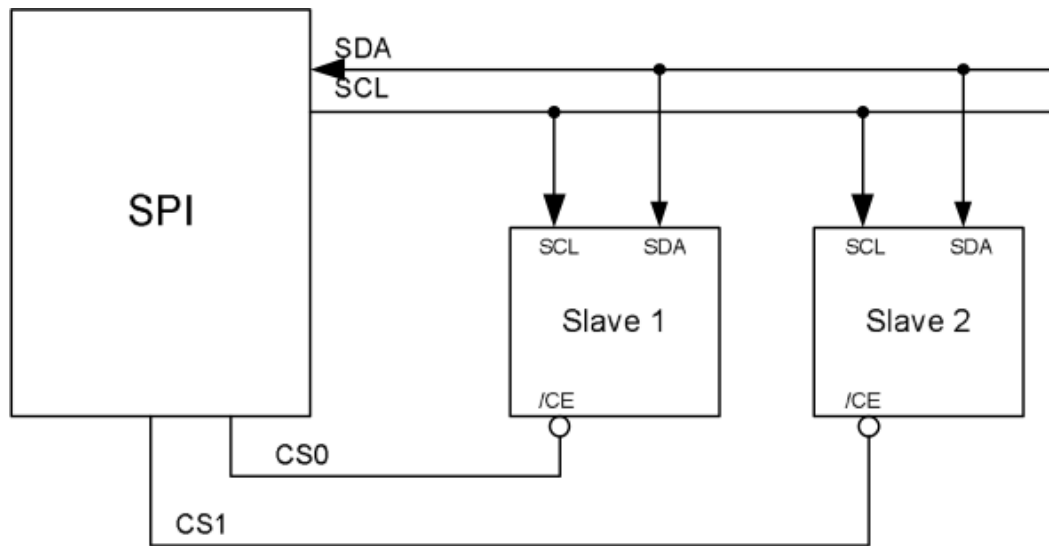 SDA
SCL
SPI
SCL SDA
SCL SDA
Slave 1
Slave 2
/CE
/CE
CS0
CS1